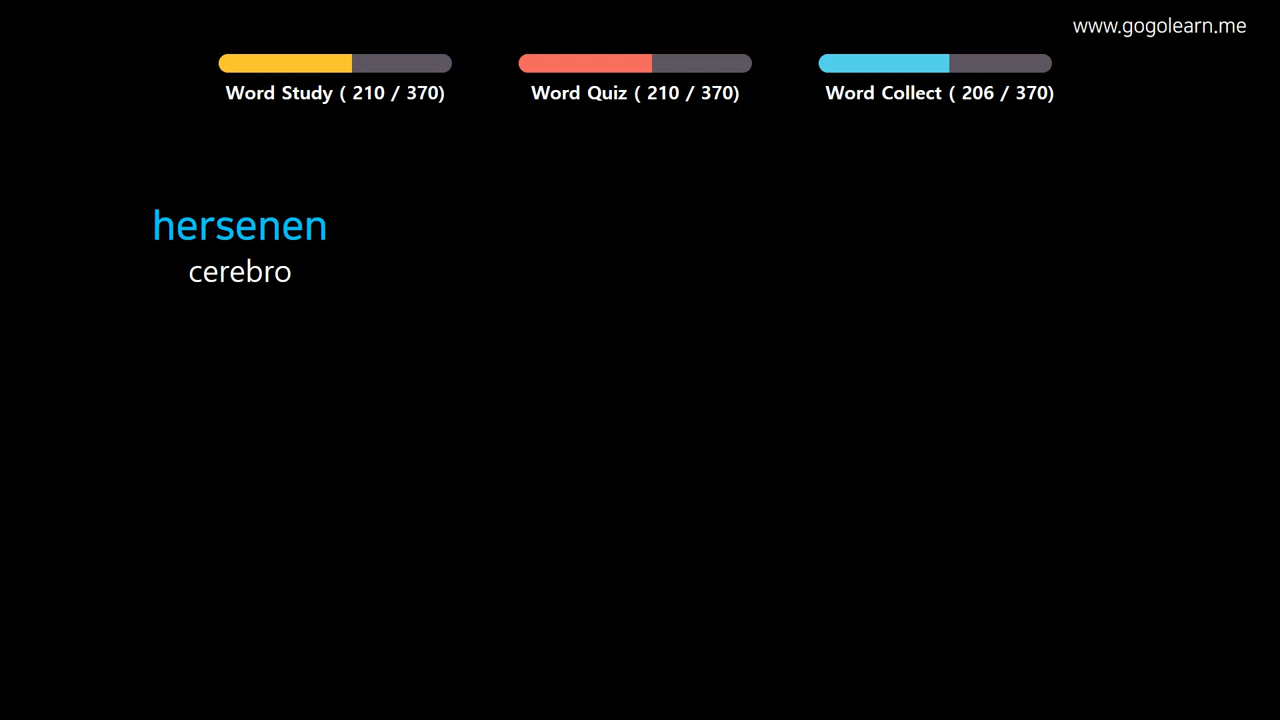 www.gogolearn.me
Word Study ( 210 / 370)
Word Quiz ( 210 / 370)
Word Collect ( 206 / 370)
hersenen
cerebro